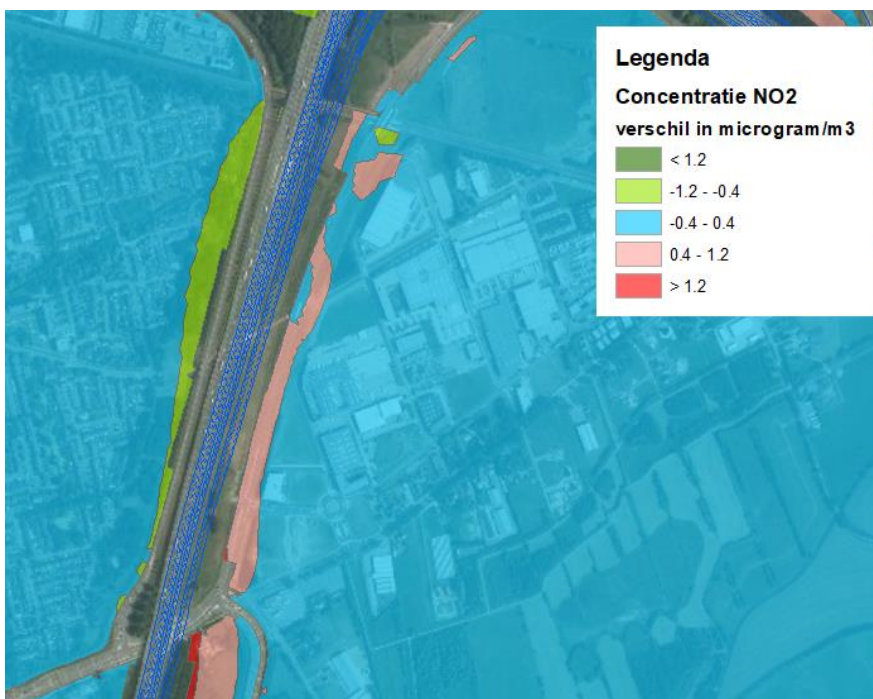 Legenda
Concentratie NO2
verschil in microgram/m3
< 1.2
-1.2 - -0.4
-0.4 - 0.4
0.4 - 1.2
> 1.2